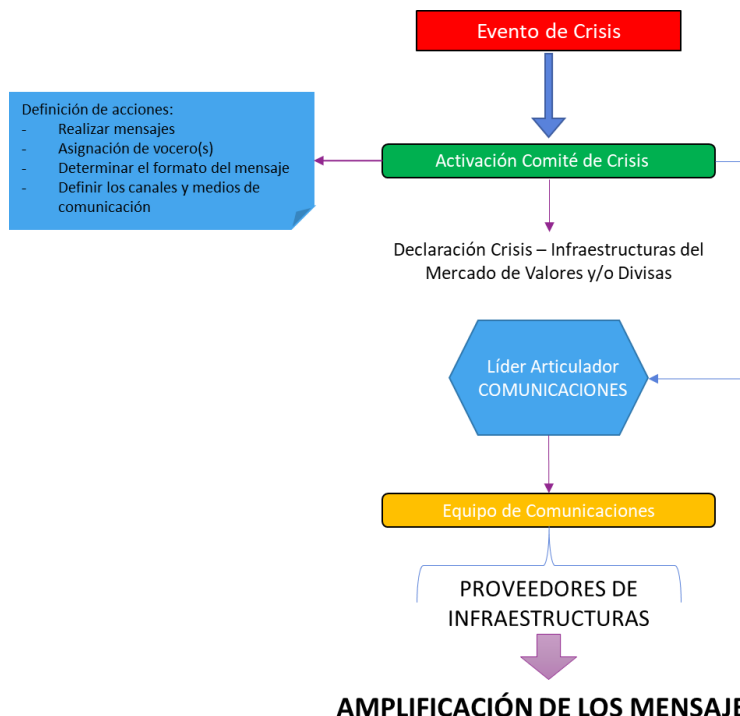 Evento de Crisis
Definición de acciones:
- Realizar mensajes
- Asignación de vocero(s)
- Determinar el formato del mensaje
- Definir los canales y medios de
comunicación
Activación Comité de Crisis
Declaración Crisis – Infraestructuras del
Mercado de Valores y/o Divisas
Líder Articulador
COMUNICACIONES
Equipo de Comunicaciones
PROVEEDORES DE
INFRAESTRUCTURAS
AMPLIFICACIÓN DE LOS MENSAJE